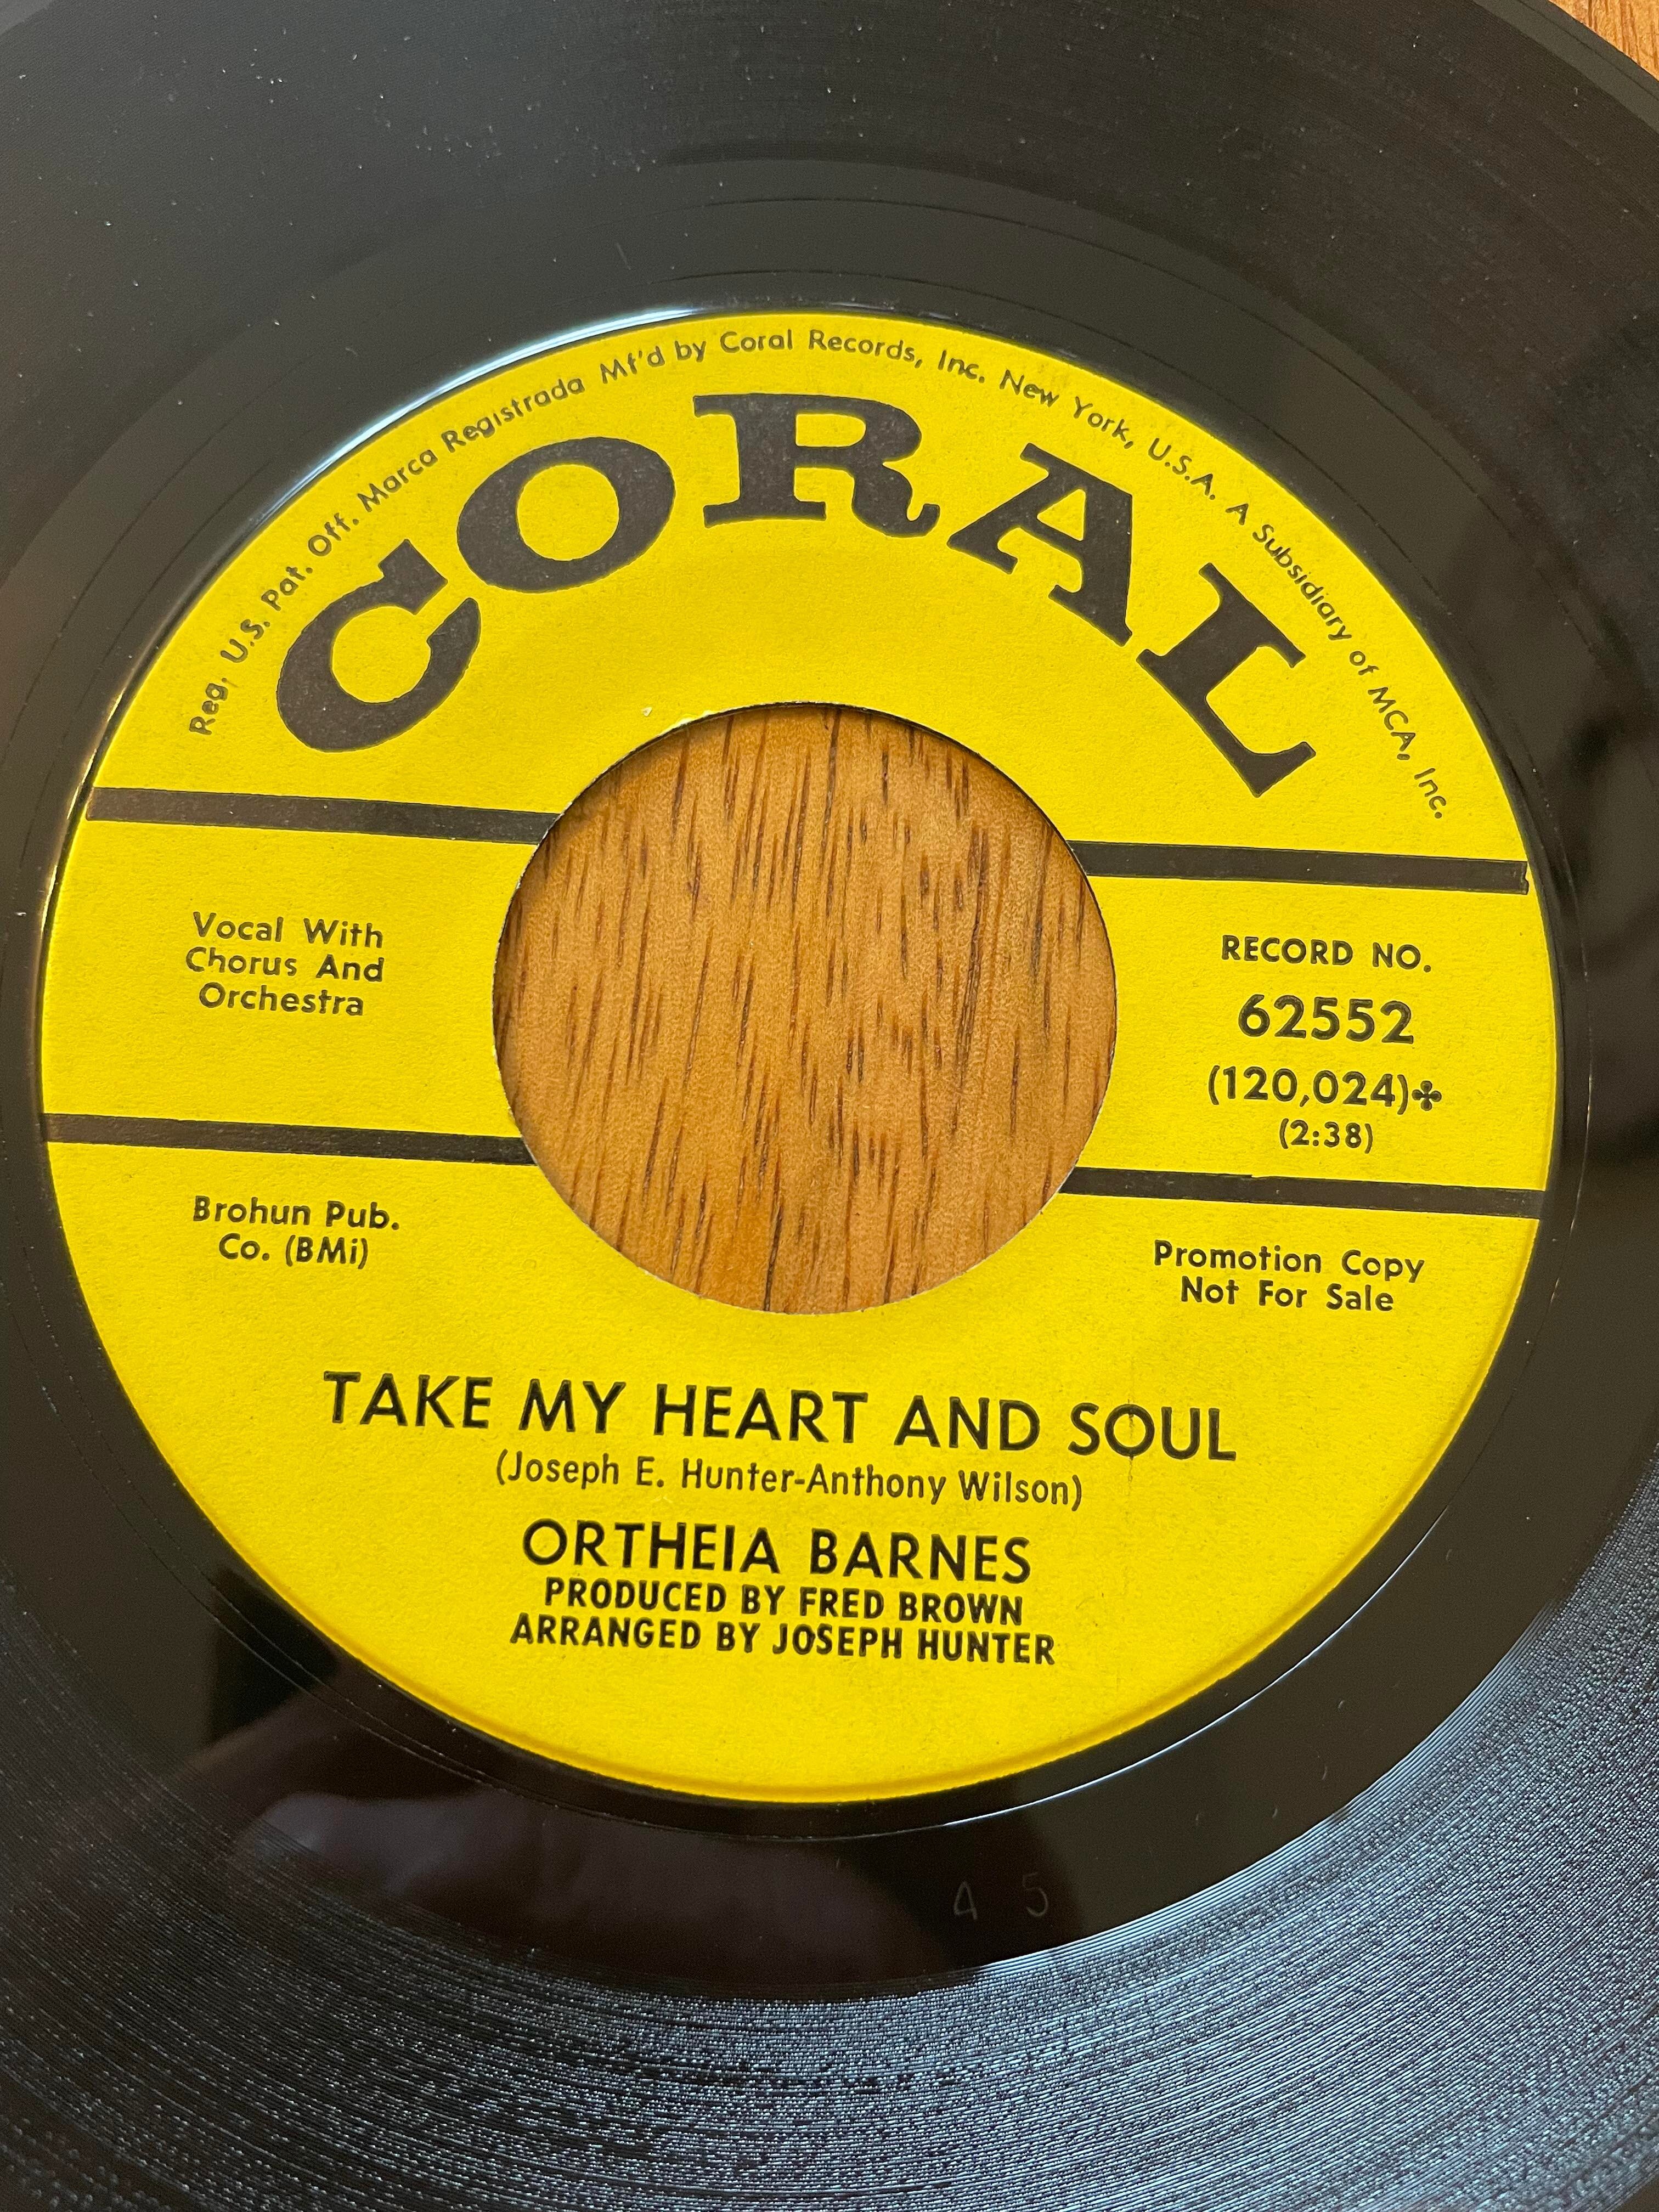 Reg. U.S. Pat. Off. Marca Registrada Mf'd by Coral Records, Inc. New York, U.S.A. A Subsidiary of MCA, Inc.
CORAL
Vocal With
Chorus And
Orchestra
RECORD NO.
62552
(120,024)✤
(2:38)
Brohun Pub.
Co. (BMi)
Promotion Copy
Not For Sale
TAKE MY HEART AND SOUL
(Joseph E. Hunter-Anthony Wilson)
ORTHEIA BARNES
PRODUCED BY FRED BROWN
ARRANGED BY JOSEPH HUNTER
4 5